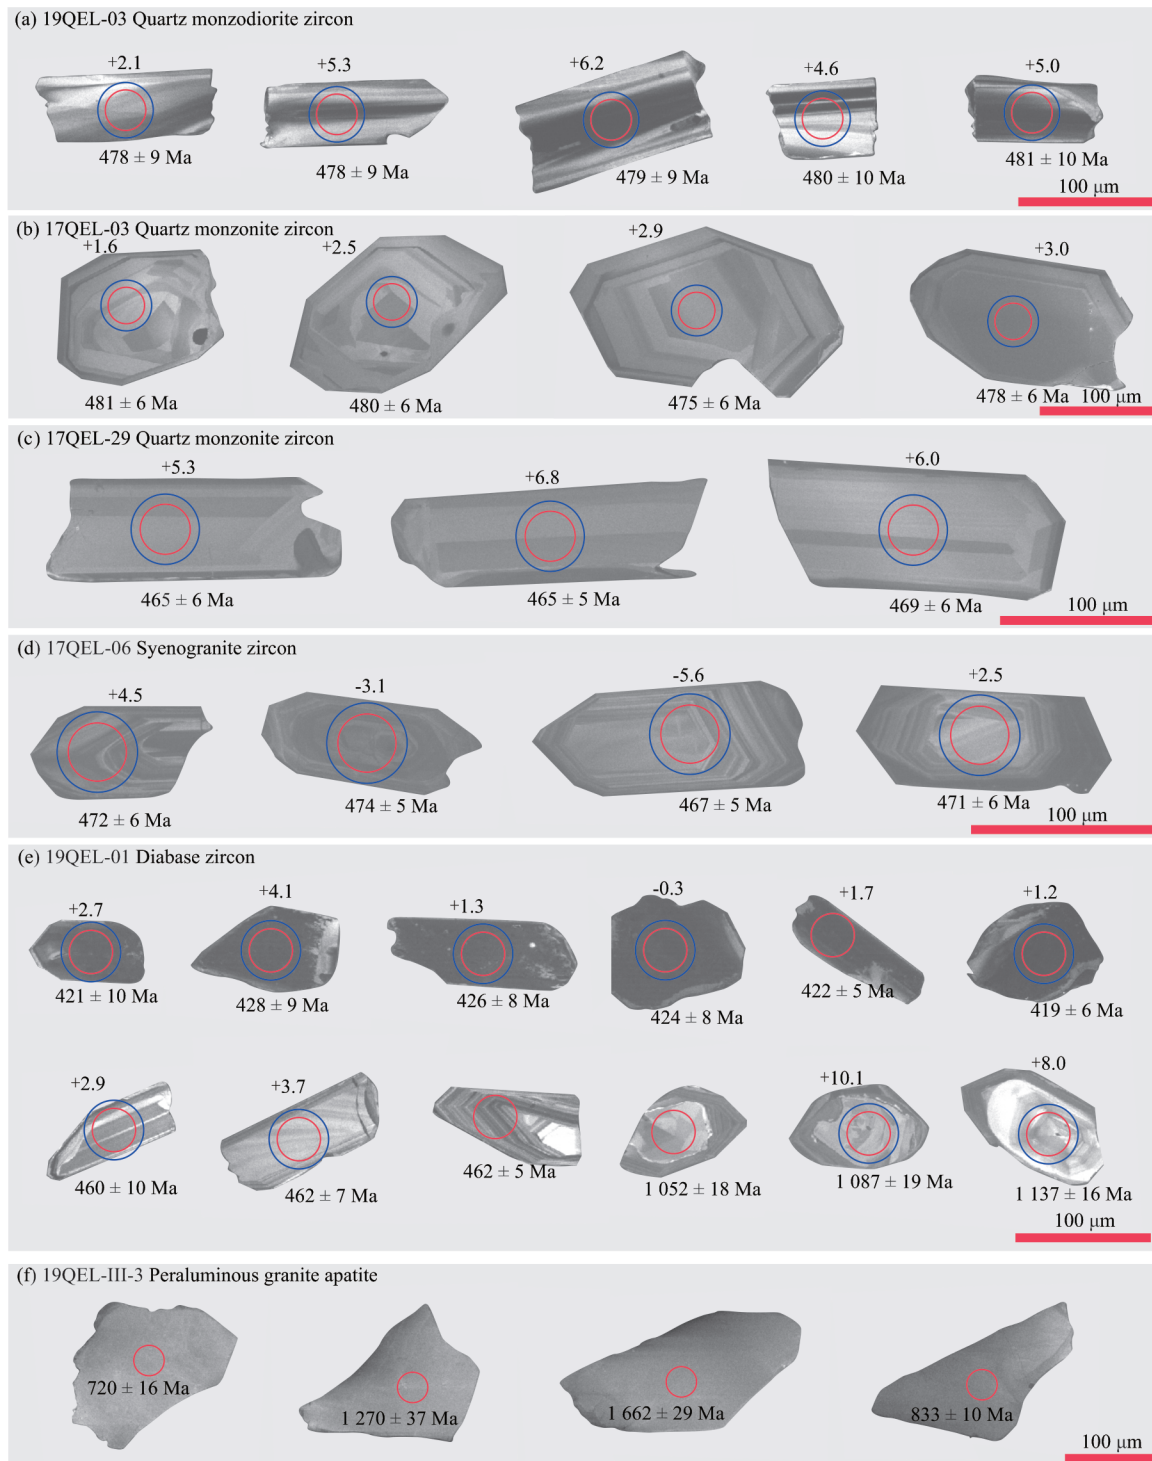 (a) 19QEL-03 Quartz monzodiorite zircon
+2.1 +5.3 +6.2 +4.6 +5.0
478 ± 9 Ma 478 ± 9 Ma 479 ± 9 Ma 480 ± 10 Ma 481 ± 10 Ma
100 μm
(b) 17QEL-03 Quartz monzonite zircon
+1.6 +2.5 +2.9 +3.0
481 ± 6 Ma 480 ± 6 Ma 475 ± 6 Ma 478 ± 6 Ma
100 μm
(c) 17QEL-29 Quartz monzonite zircon
+5.3 +6.8 +6.0
465 ± 6 Ma 465 ± 5 Ma 469 ± 6 Ma
100 μm
(d) 17QEL-06 Syenogranite zircon
+4.5 -3.1 -5.6 +2.5
472 ± 6 Ma 474 ± 5 Ma 467 ± 5 Ma 471 ± 6 Ma
100 μm
(e) 19QEL-01 Diabase zircon
+2.7 +4.1 +1.3 -0.3 +1.7 +1.2
421 ± 10 Ma 428 ± 9 Ma 426 ± 8 Ma 424 ± 8 Ma 422 ± 5 Ma 419 ± 6 Ma
+2.9 +3.7 +10.1 +8.0
460 ± 10 Ma 462 ± 7 Ma 462 ± 5 Ma 1 052 ± 18 Ma 1 087 ± 19 Ma 1 137 ± 16 Ma
100 μm
(f) 19QEL-III-3 Peraluminous granite apatite
720 ± 16 Ma 1 270 ± 37 Ma 1 662 ± 29 Ma 833 ± 10 Ma
100 μm